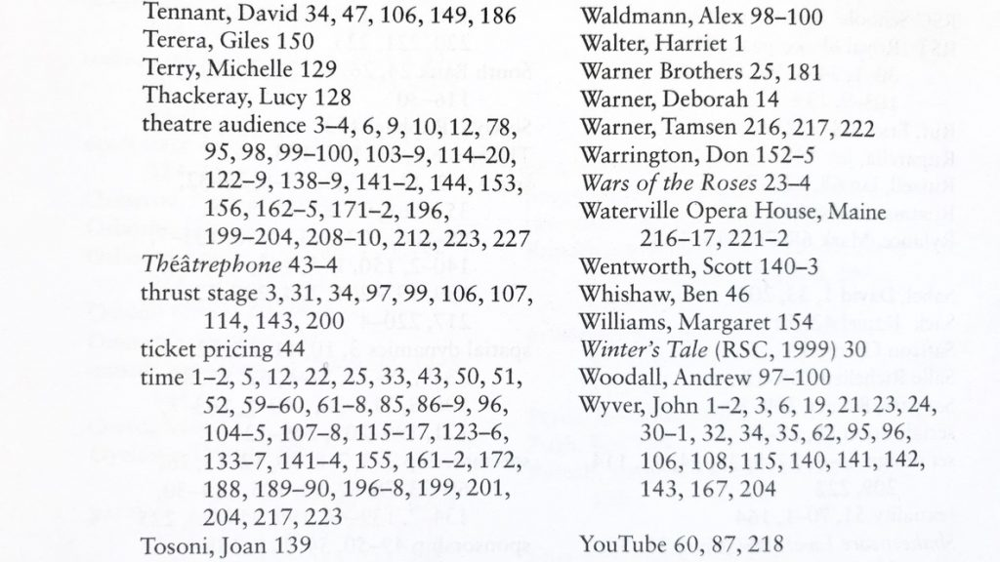 Tennant, David 34, 47, 106, 149, 186
Terera, Giles 150
Terry, Michelle 129
Thackeray, Lucy 128
theatre audience 3–4, 6, 9, 10, 12, 78,
95, 98, 99–100, 103–9, 114–20,
122–9, 138–9, 141–2, 144, 153,
156, 162–5, 171–2, 196,
199–204, 208–10, 212, 223, 227
Théâtrephone 43–4
thrust stage 3, 31, 34, 97, 99, 106, 107,
114, 143, 200
ticket pricing 44
time 1–2, 5, 12, 22, 25, 33, 43, 50, 51,
52, 59–60, 61–8, 85, 86–9, 96,
104–5, 107–8, 115–17, 123–6,
133–7, 141–4, 155, 161–2, 172,
188, 189–90, 196–8, 199, 201,
204, 217, 223
Tosoni, Joan 139
Waldmann, Alex 98–100
Walter, Harriet 1
Warner Brothers 25, 181
Warner, Deborah 14
Warner, Tamsen 216, 217, 222
Warrington, Don 152–5
Wars of the Roses 23–4
Waterville Opera House, Maine
216–17, 221–2
Wentworth, Scott 140–3
Whishaw, Ben 46
Williams, Margaret 154
Winter's Tale (RSC, 1999) 30
Woodall, Andrew 97–100
Wyver, John 1–2, 3, 6, 19, 21, 23, 24,
30–1, 32, 34, 35, 62, 95, 96,
106, 108, 115, 140, 141, 142,
143, 167, 204
YouTube 60, 87, 218